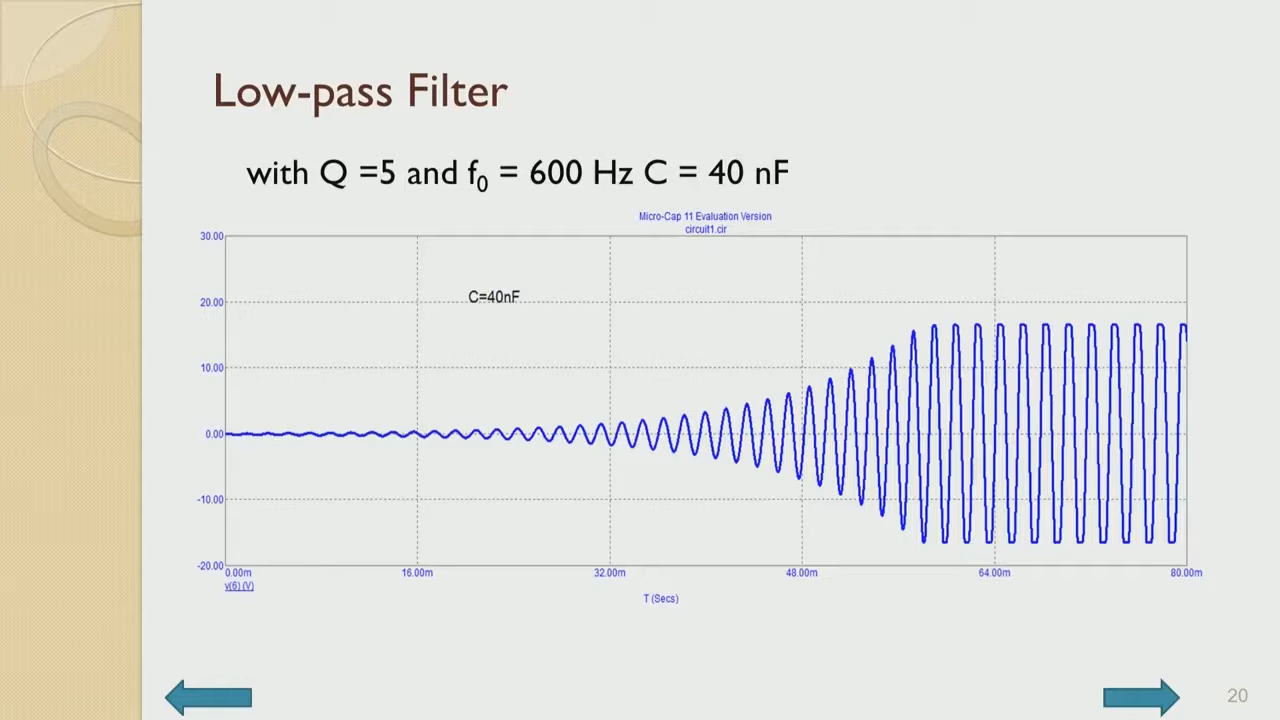 Low-pass Filter
with Q =5 and f₀ = 600 Hz C = 40 nF
Micro-Cap 11 Evaluation Version
circuit1.cir
30.00
C=40nF
20.00
10.00
0.00
-10.00
-20.00
0.00m 16.00m 32.00m 48.00m 64.00m 80.00m
v(6) (V)
T (Secs)
20